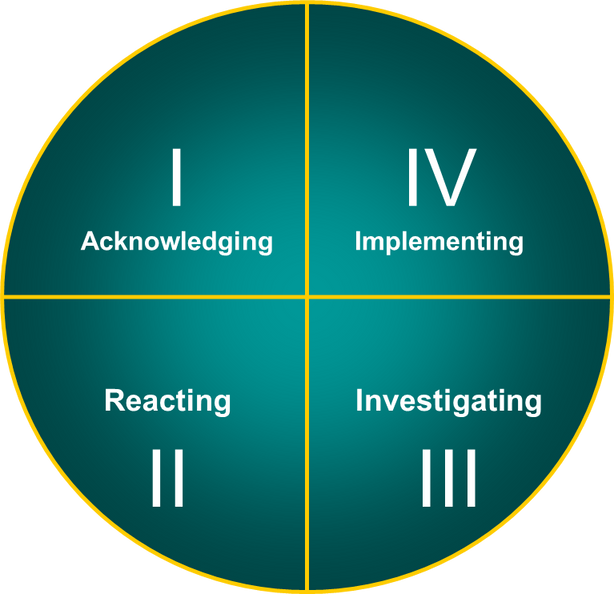 I
Acknowledging
IV
Implementing
Reacting
II
Investigating
III